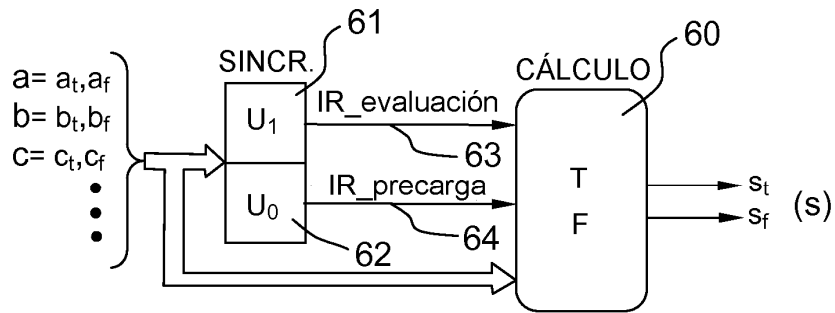 61
60
SINCR.
CÁLCULO
a= at,af
b= bt,bf
c= ct,cf
U1
IR_evaluación
63
T
F
U0
IR_precarga
62
64
st
sf
(s)